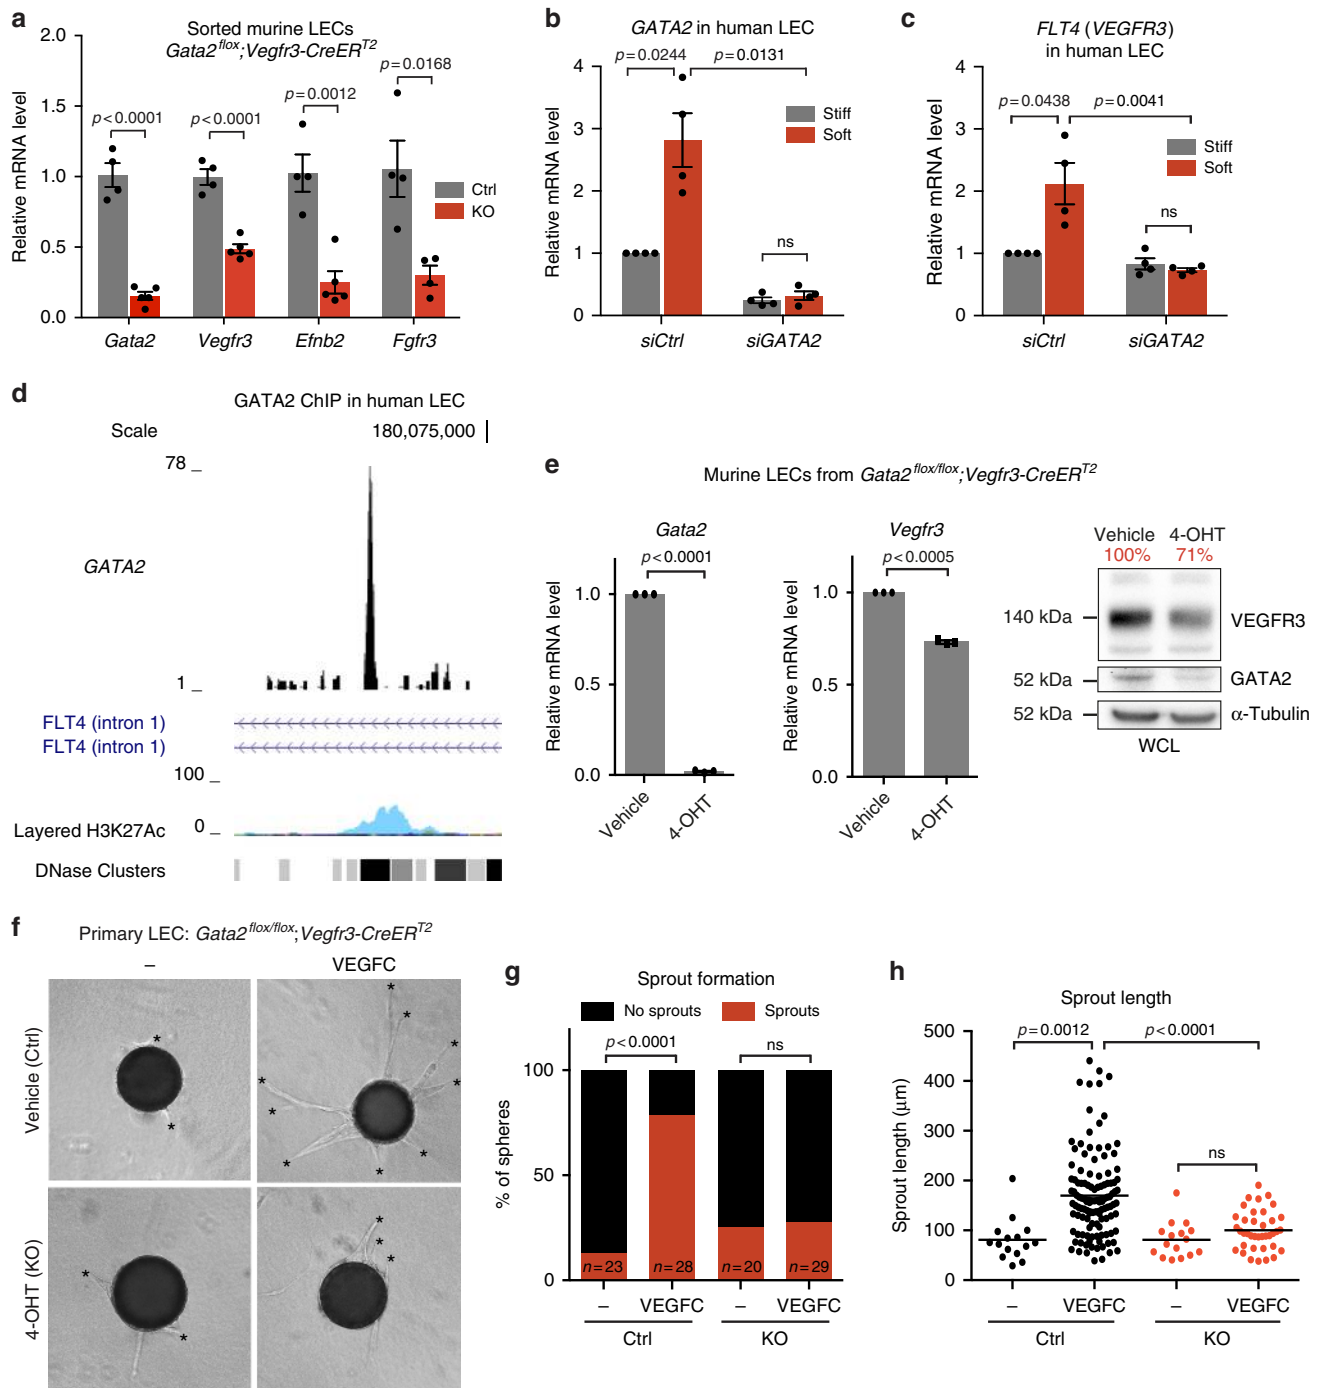 a
Sorted murine LECs
Gata2flox;Vegfr3-CreERT2
Relative mRNA level
2.0
1.5
1.0
0.5
0.0
p<0.0001
p<0.0001
p=0.0012
p=0.0168
Ctrl
KO
Gata2
Vegfr3
Efnb2
Fgfr3
b
GATA2 in human LEC
Relative mRNA level
4
3
2
1
0
p=0.0244
p=0.0131
Stiff
Soft
ns
siCtrl
siGATA2
c
FLT4 (VEGFR3)
in human LEC
Relative mRNA level
4
3
2
1
0
p=0.0438
p=0.0041
Stiff
Soft
ns
siCtrl
siGATA2
d
GATA2 ChIP in human LEC
Scale
180,075,000
78
GATA2
1
FLT4 (intron 1)
FLT4 (intron 1)
100
Layered H3K27Ac
0
DNase Clusters
e
Murine LECs from Gata2flox/flox;Vegfr3-CreERT2
Gata2
p<0.0001
Relative mRNA level
1.0
0.5
0.0
Vehicle
4-OHT
Vegfr3
p<0.0005
Relative mRNA level
1.0
0.5
0.0
Vehicle
4-OHT
Vehicle 4-OHT
100% 71%
140 kDa
VEGFR3
52 kDa
GATA2
52 kDa
α-Tubulin
WCL
f
Primary LEC: Gata2flox/flox;Vegfr3-CreERT2
–
VEGFC
Vehicle (Ctrl)
* * * * * * * * * * *
4-OHT (KO)
* * * * *
g
Sprout formation
No sprouts
Sprouts
p<0.0001
ns
% of spheres
100
50
0
n=23
n=28
n=20
n=29
–
VEGFC
–
VEGFC
Ctrl
KO
h
Sprout length
p=0.0012
p<0.0001
ns
Sprout length (μm)
500
400
300
200
100
0
–
VEGFC
–
VEGFC
Ctrl
KO